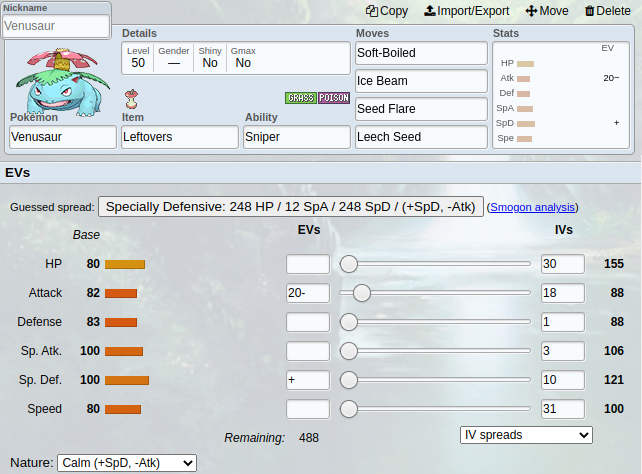 Nickname
Venusaur
Copy Import/Export Move Delete
Details
Level Gender Shiny Gmax
50 — No No
Moves
Soft-Boiled
Ice Beam
Seed Flare
Leech Seed
Stats
EV
HP
Atk 20−
Def
SpA
SpD +
Spe
GRASS POISON
Pokémon Item Ability
Venusaur Leftovers Sniper
EVs
Guessed spread: Specially Defensive: 248 HP / 12 SpA / 248 SpD / (+SpD, -Atk) (Smogon analysis)
Base EVs IVs
HP 80 30 155
Attack 82 20- 18 88
Defense 83 1 88
Sp. Atk. 100 3 106
Sp. Def. 100 + 10 121
Speed 80 31 100
Remaining: 488 IV spreads
Nature: Calm (+SpD, -Atk)